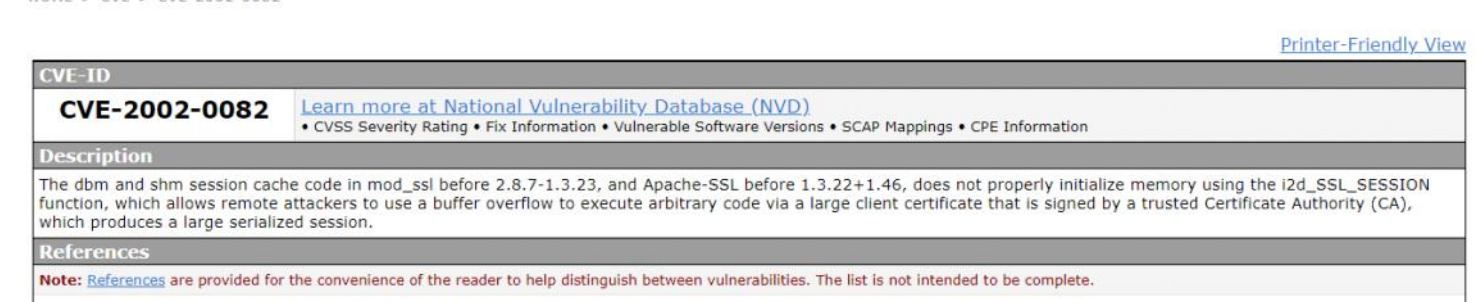 Printer-Friendly View
CVE-ID
CVE-2002-0082 Learn more at National Vulnerability Database (NVD)
• CVSS Severity Rating • Fix Information • Vulnerable Software Versions • SCAP Mappings • CPE Information
Description
The dbm and shm session cache code in mod_ssl before 2.8.7-1.3.23, and Apache-SSL before 1.3.22+1.46, does not properly initialize memory using the i2d_SSL_SESSION
function, which allows remote attackers to use a buffer overflow to execute arbitrary code via a large client certificate that is signed by a trusted Certificate Authority (CA),
which produces a large serialized session.
References
Note: References are provided for the convenience of the reader to help distinguish between vulnerabilities. The list is not intended to be complete.